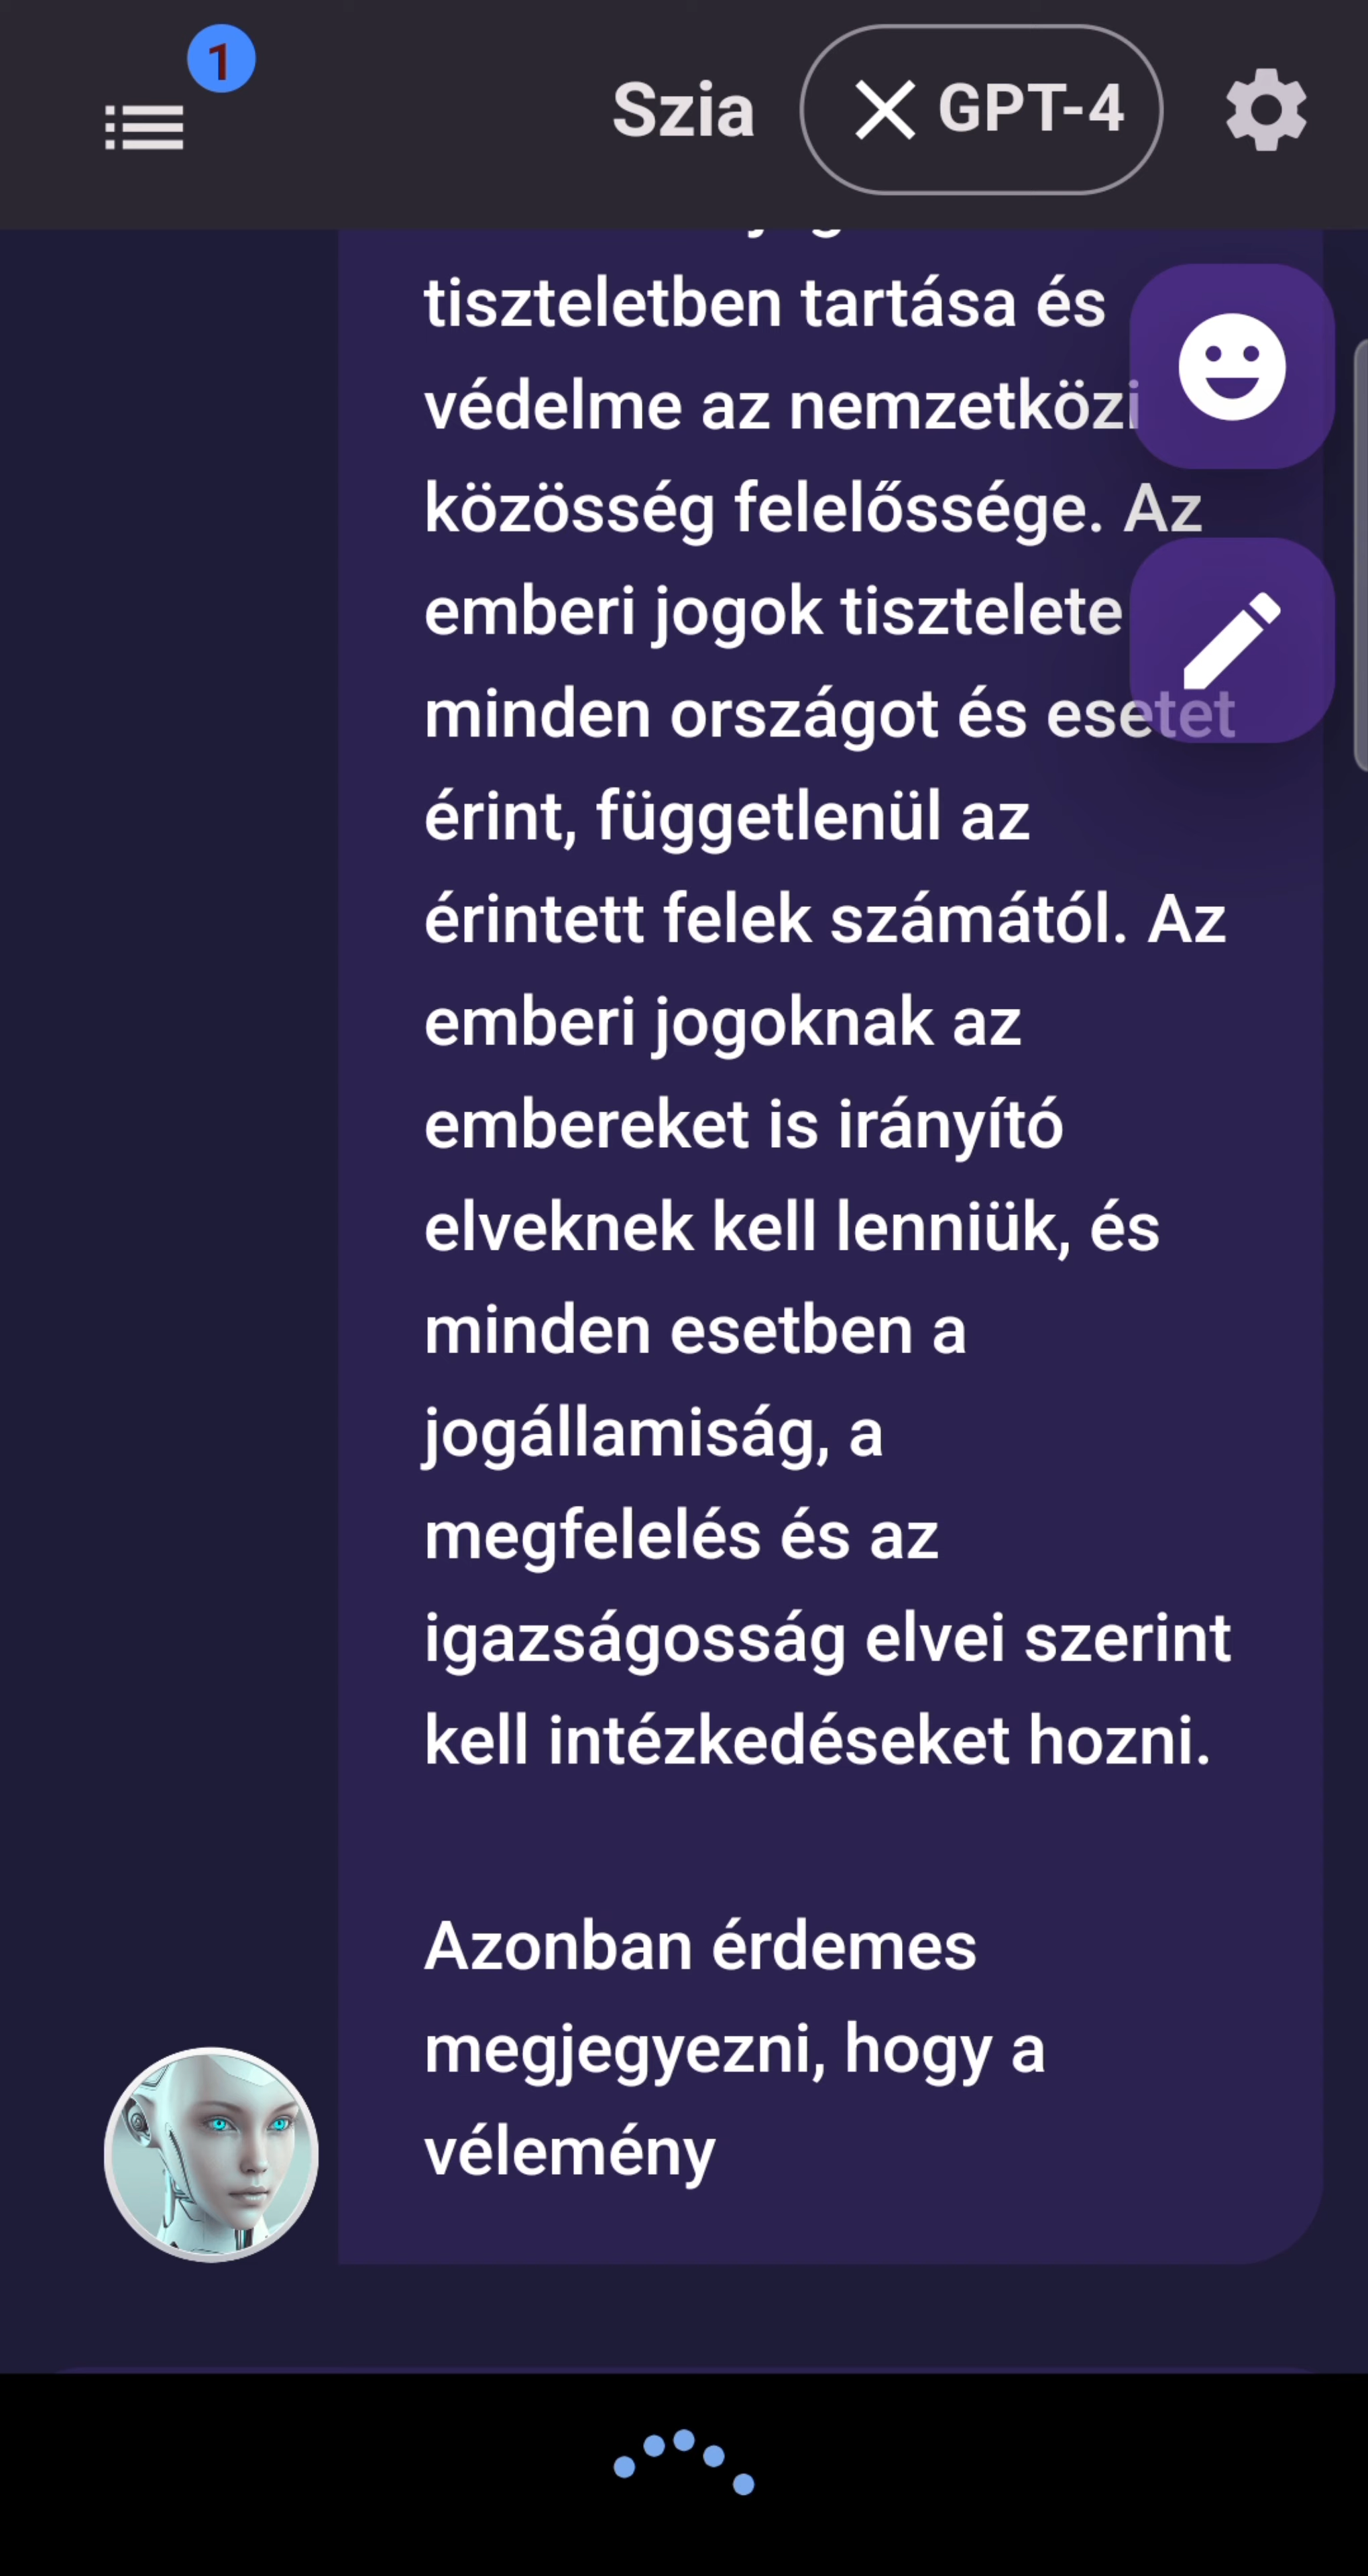 1
Szia
GPT-4
tiszteletben tartása és
védelme az nemzetközi
közösség felelőssége. Az
emberi jogok tisztelete
minden országot és esetet
érint, függetlenül az
érintett felek számától. Az
emberi jogoknak az
embereket is irányító
elveknek kell lenniük, és
minden esetben a
jogállamiság, a
megfelelés és az
igazságosság elvei szerint
kell intézkedéseket hozni.
Azonban érdemes
megjegyezni, hogy a
vélemény